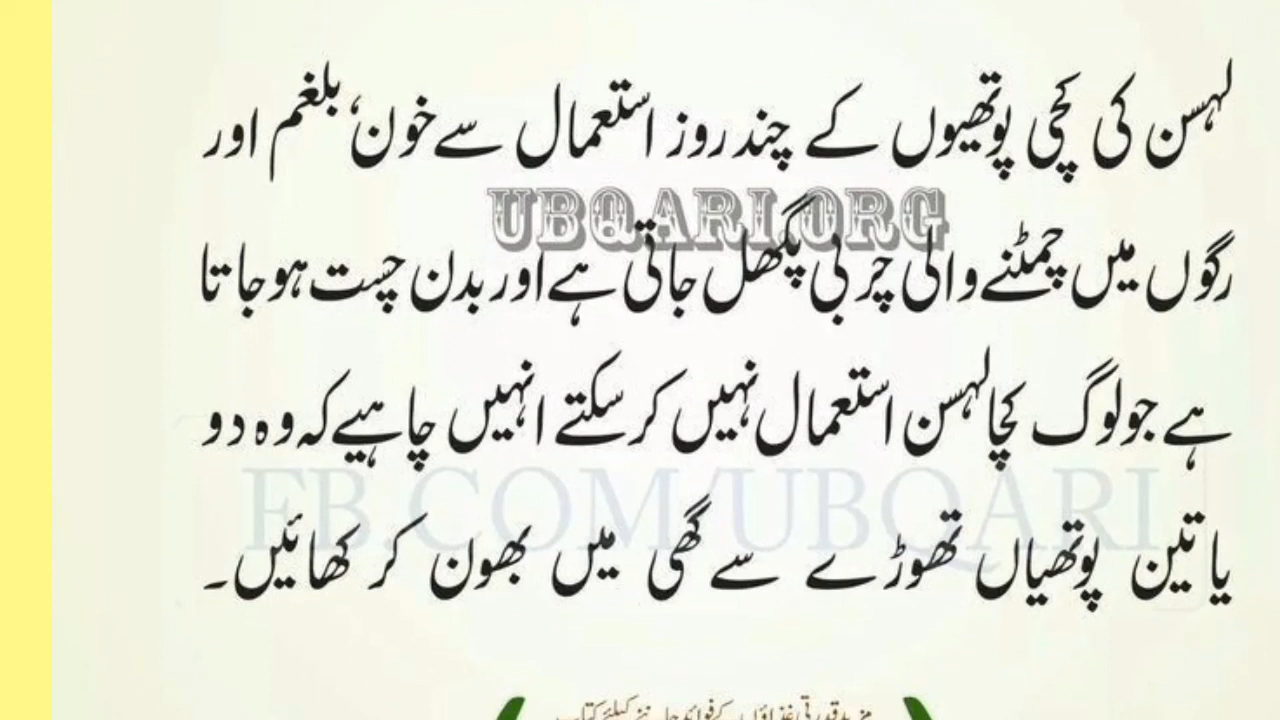 لہسن کی کچی پوتھیوں کے چند روز استعمال سے خون، بلغم اور
UBQARI.ORG
رگوں میں چمٹنے والی چربی پگھل جاتی ہے اور بدن چست ہو جاتا
ہے جو لوگ کچا لہسن استعمال نہیں کر سکتے انہیں چاہیے کہ وہ دو
FB.COM/UBQARI
یا تین پوتھیاں تھوڑے سے گھی میں بھون کر کھائیں۔